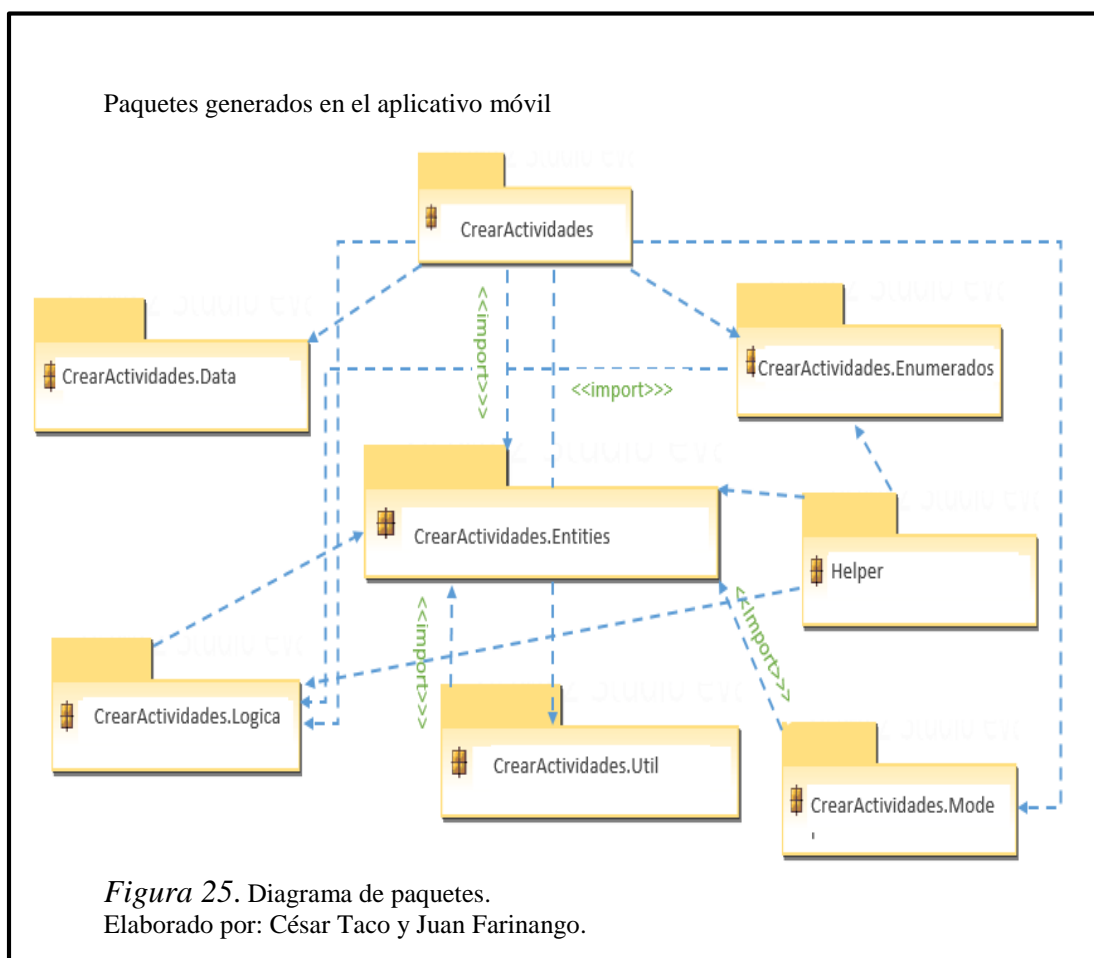 Paquetes generados en el aplicativo móvil
CrearActividades
CrearActividades.Data
<<import>>>
CrearActividades.Enumerados
<<import>>>
CrearActividades.Entities
Helper
<<import>>>
<<import>>>
CrearActividades.Logica
CrearActividades.Util
CrearActividades.Mode
Figura 25. Diagrama de paquetes.
Elaborado por: César Taco y Juan Farinango.